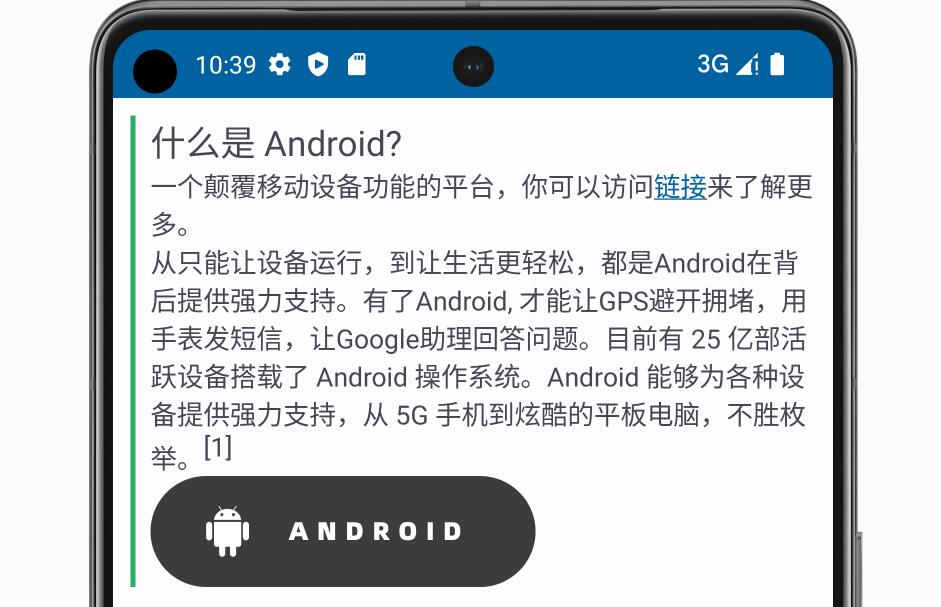 10:39
3G
什么是 Android?
一个颠覆移动设备功能的平台，你可以访问链接来了解更
多。
从只能让设备运行，到让生活更轻松，都是Android在背
后提供强力支持。有了Android, 才能让GPS避开拥堵，用
手表发短信，让Google助理回答问题。目前有 25 亿部活
跃设备搭载了 Android 操作系统。Android 能够为各种设
备提供强力支持，从 5G 手机到炫酷的平板电脑，不胜枚
举。[1]
ANDROID